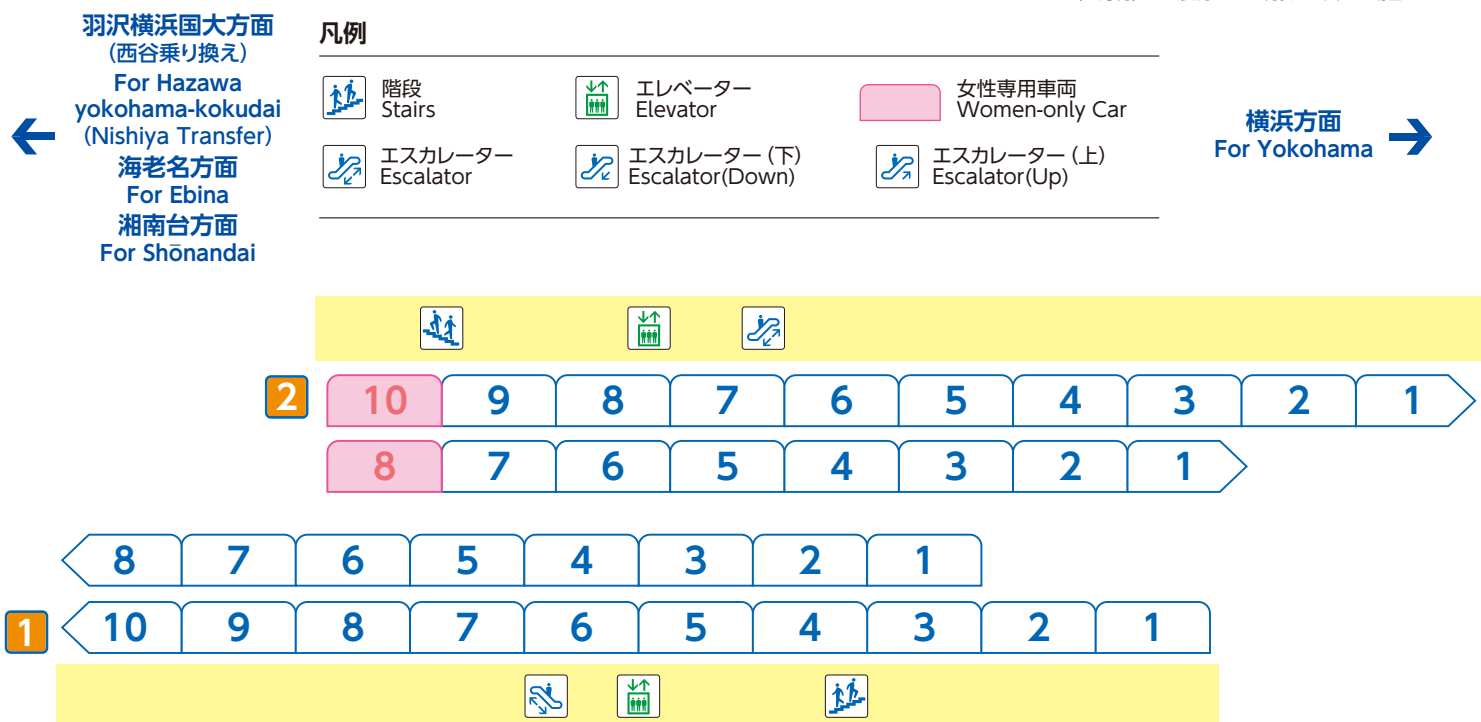 羽沢横浜国大方面
(西谷乗り換え)
For Hazawa
yokohama-kokudai
(Nishiya Transfer)
海老名方面
For Ebina
湘南台方面
For Shōnandai
凡例
階段
Stairs
エレベーター
Elevator
女性専用車両
Women-only Car
エスカレーター
Escalator
エスカレーター (下)
Escalator(Down)
エスカレーター (上)
Escalator(Up)
横浜方面
For Yokohama
2
10 9 8 7 6 5 4 3 2 1
8 7 6 5 4 3 2 1
8 7 6 5 4 3 2 1
1
10 9 8 7 6 5 4 3 2 1